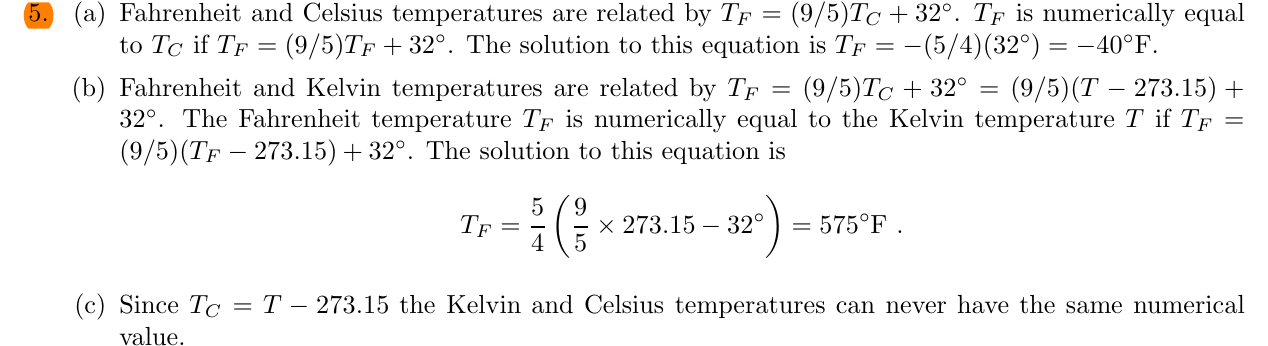 5. (a) Fahrenheit and Celsius temperatures are related by T_F = (9/5)T_C + 32°. T_F is numerically equal
to T_C if T_F = (9/5)T_F + 32°. The solution to this equation is T_F = −(5/4)(32°) = −40°F.
(b) Fahrenheit and Kelvin temperatures are related by T_F = (9/5)T_C + 32° = (9/5)(T − 273.15) +
32°. The Fahrenheit temperature T_F is numerically equal to the Kelvin temperature T if T_F =
(9/5)(T_F − 273.15) + 32°. The solution to this equation is
T_F = 5/4 (9/5 × 273.15 − 32°) = 575°F .
(c) Since T_C = T − 273.15 the Kelvin and Celsius temperatures can never have the same numerical
value.